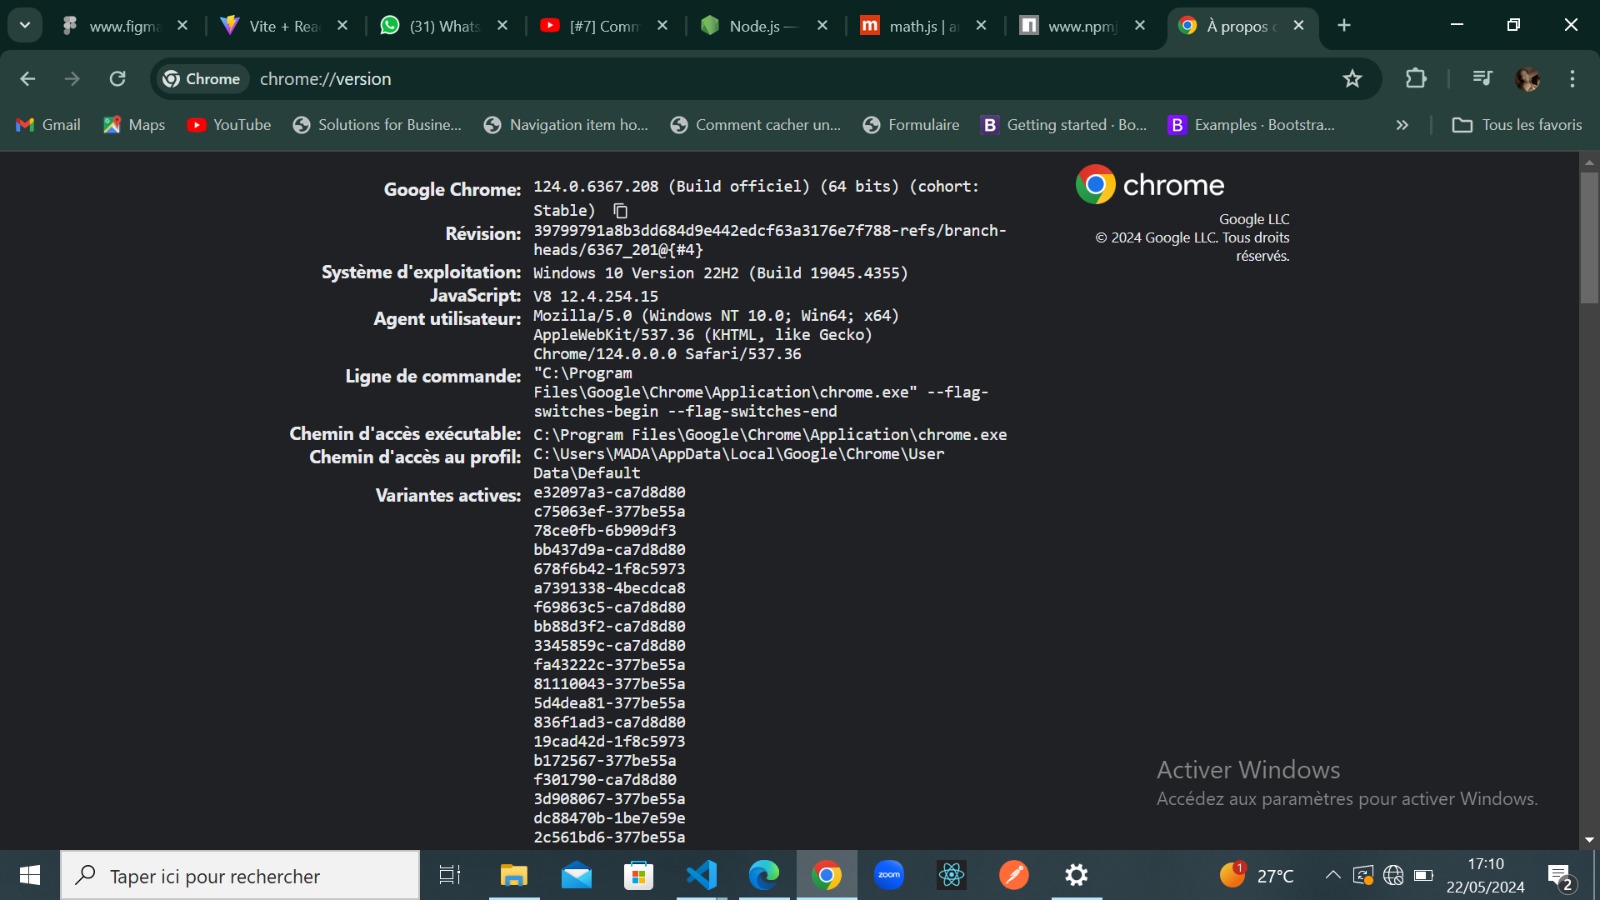 www.figma
Vite + Rea
(31) Whats
[#7] Comm
Node.js —
math.js | a
www.npmj
À propos
Chrome chrome://version
Gmail Maps YouTube Solutions for Busine... Navigation item ho... Comment cacher un... Formulaire Getting started · Bo... Examples · Bootstra... » Tous les favoris
Google Chrome: 124.0.6367.208 (Build officiel) (64 bits) (cohort:
Stable)
Révision: 39799791a8b3dd684d9e442edcf63a3176e7f788-refs/branch-
heads/6367_201@{#4}
Système d'exploitation: Windows 10 Version 22H2 (Build 19045.4355)
JavaScript: V8 12.4.254.15
Agent utilisateur: Mozilla/5.0 (Windows NT 10.0; Win64; x64)
AppleWebKit/537.36 (KHTML, like Gecko)
Chrome/124.0.0.0 Safari/537.36
Ligne de commande: "C:\Program
Files\Google\Chrome\Application\chrome.exe" --flag-
switches-begin --flag-switches-end
Chemin d'accès exécutable: C:\Program Files\Google\Chrome\Application\chrome.exe
Chemin d'accès au profil: C:\Users\MADA\AppData\Local\Google\Chrome\User
Data\Default
Variantes actives: e32097a3-ca7d8d80
c75063ef-377be55a
78ce0fb-6b909df3
bb437d9a-ca7d8d80
678f6b42-1f8c5973
a7391338-4becdca8
f69863c5-ca7d8d80
bb88d3f2-ca7d8d80
3345859c-ca7d8d80
fa43222c-377be55a
81110043-377be55a
5d4dea81-377be55a
836f1ad3-ca7d8d80
19cad42d-1f8c5973
b172567-377be55a
f301790-ca7d8d80
3d908067-377be55a
dc88470b-1be7e59e
2c561bd6-377be55a
chrome
Google LLC
© 2024 Google LLC. Tous droits
réservés.
Activer Windows
Accédez aux paramètres pour activer Windows.
Taper ici pour rechercher
zoom
1
27°C
17:10
22/05/2024
2